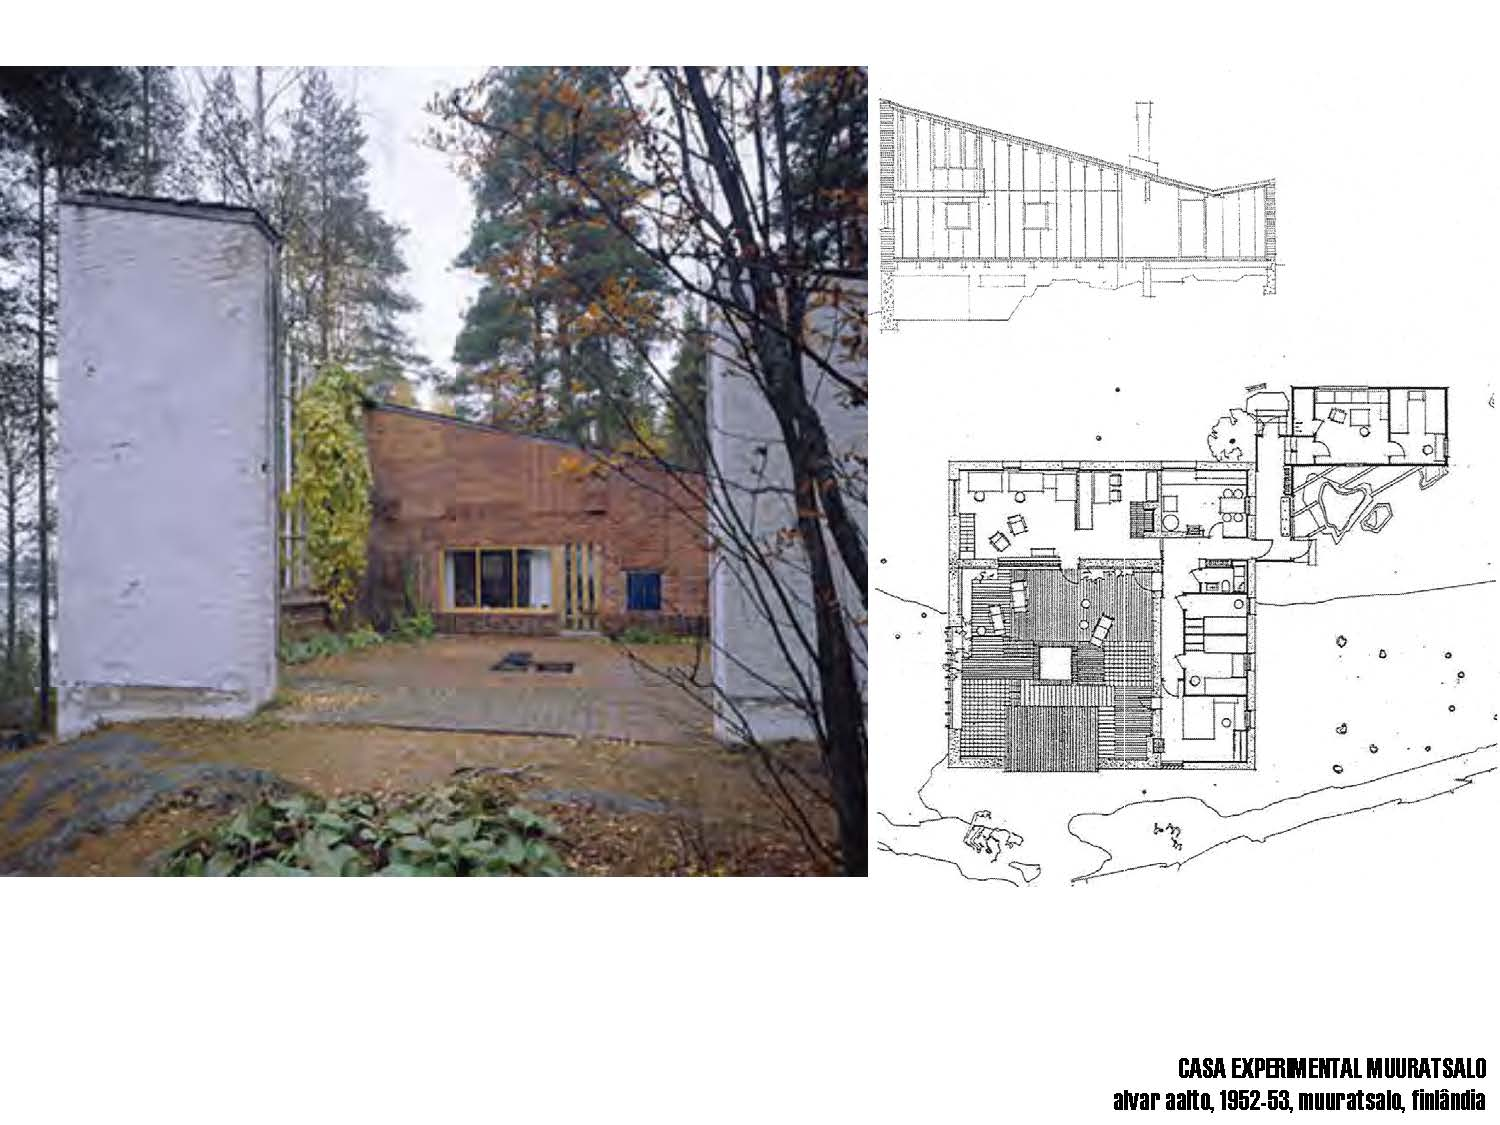 CASA EXPERIMENTAL MUURATSALO
alvar aalto, 1952-53, muuratsalo, finlândia